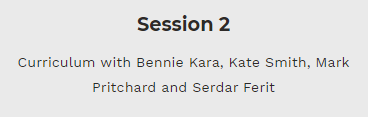 Session 2
Curriculum with Bennie Kara, Kate Smith, Mark
Pritchard and Serdar Ferit